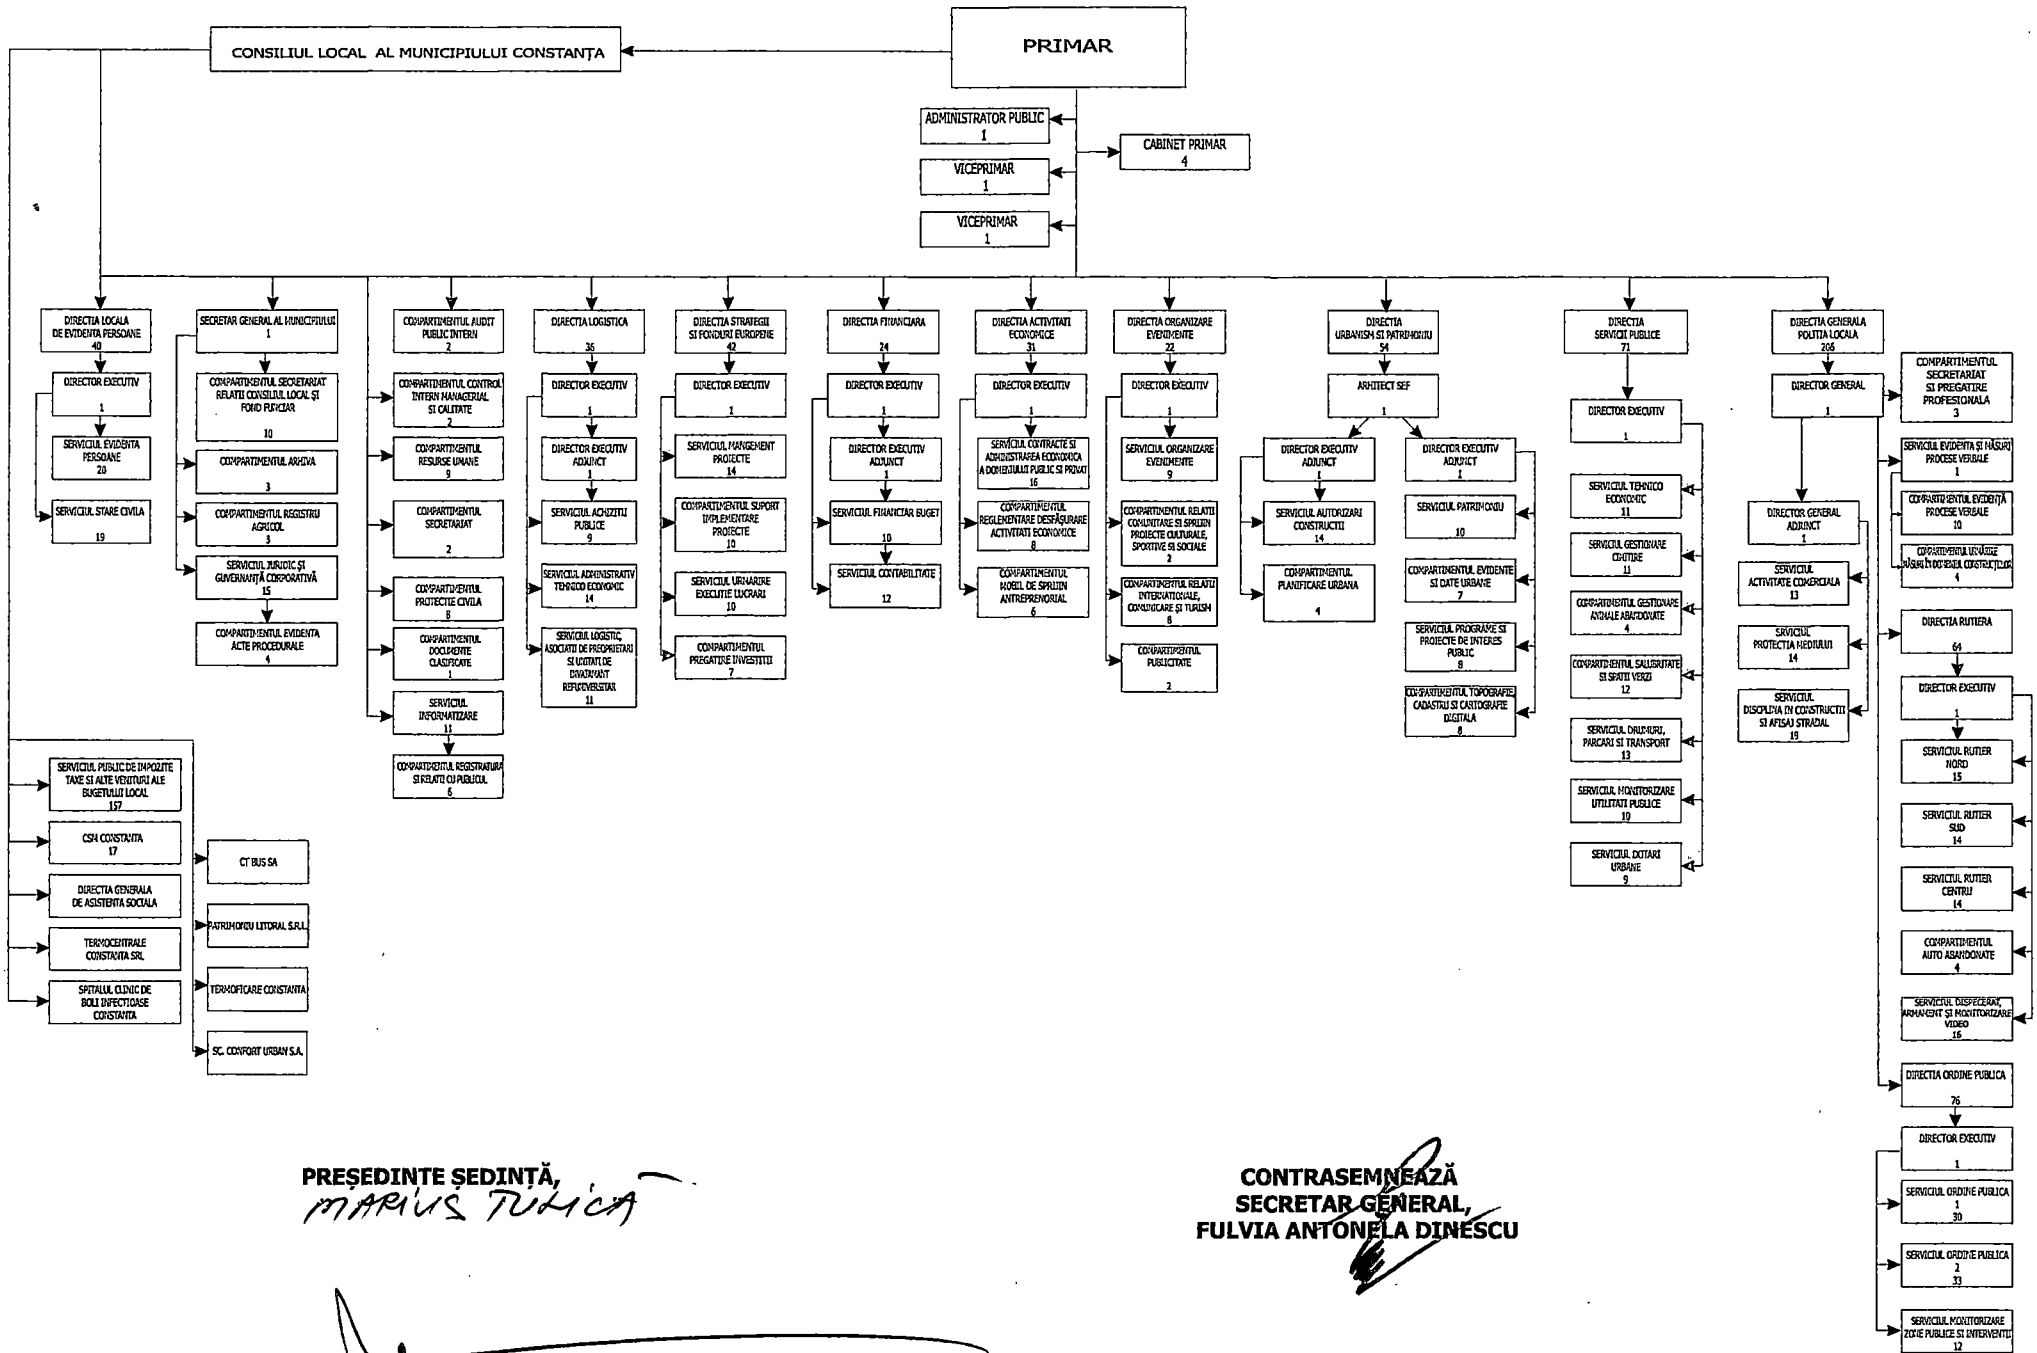 CONSILIUL LOCAL AL MUNICIPIULUI CONSTANȚA
PRIMAR
ADMINISTRATOR PUBLIC
1
CABINET PRIMAR
4
VICEPRIMAR
1
VICEPRIMAR
1
DIRECTIA LOCALA
DE EVIDENTA PERSOANE
40
DIRECTOR EXECUTIV
1
SERVICIUL EVIDENTA
PERSOANE
20
SERVICIUL STARE CIVILA
19
SECRETAR GENERAL AL MUNICIPIULUI
1
COMPARTIMENTUL SECRETARIAT
RELATII CONSILIUL LOCAL ȘI
FOND FUNCIAR
10
COMPARTIMENTUL ARHIVA
3
COMPARTIMENTUL REGISTRU
AGRICOL
3
SERVICIUL JURIDIC ȘI
GUVERNANȚĂ CORPORATIVĂ
15
COMPARTIMENTUL EVIDENTA
ACTE PROCEDURALE
4
COMPARTIMENTUL AUDIT
PUBLIC INTERN
2
COMPARTIMENTUL CONTROL
INTERN MANAGERIAL
SI CALITATE
2
COMPARTIMENTUL
RESURSE UMANE
9
COMPARTIMENTUL
SECRETARIAT
2
COMPARTIMENTUL
PROTECTIE CIVILA
8
COMPARTIMENTUL
DOCUMENTE
CLASIFICATE
1
SERVICIUL
INFORMATIZARE
11
COMPARTIMENTUL REGISTRATURA
SI RELATII CU PUBLICUL
6
DIRECTIA LOGISTICA
36
DIRECTOR EXECUTIV
1
DIRECTOR EXECUTIV
ADJUNCT
1
SERVICIUL ACHIZITII
PUBLICE
9
SERVICIUL ADMINISTRATIV
TEHNICO ECONOMIC
14
SERVICIUL LOGISTIC,
ASOCIATII DE
SI UNITATI DE
11
DIRECTIA STRATEGII
SI FONDURI EUROPENE
42
DIRECTOR EXECUTIV
1
SERVICIUL MANGEMENT
PROIECTE
14
COMPARTIMENTUL SUPORT
IMPLEMENTARE
PROIECTE
10
SERVICIUL URMARIRE
EXECUTIE LUCRARI
10
COMPARTIMENTUL
PREGATIRE INVESTITII
7
DIRECTIA FINANCIARA
24
DIRECTOR EXECUTIV
1
DIRECTOR EXECUTIV
ADJUNCT
1
SERVICIUL FINANCIAR BUGET
10
SERVICIUL CONTABILITATE
12
DIRECTIA ACTIVITATI
ECONOMICE
31
DIRECTOR EXECUTIV
1
SERVICIUL CONTRACTE SI
ADMINISTRAREA ECONOMICA
A DOMENIULUI PUBLIC SI PRIVAT
16
COMPARTIMENTUL
REGLEMENTARE DESFĂȘURARE
ACTIVITATI ECONOMICE
8
COMPARTIMENTUL
MOBIL DE SPRIJIN
ANTREPRENORIAL
6
DIRECTIA ORGANIZARE
EVENIMENTE
22
DIRECTOR EXECUTIV
1
SERVICIUL ORGANIZARE
EVENIMENTE
9
COMPARTIMENTUL RELATII
COMUNITARE SI SPRIJIN
PROIECTE CULTURALE,
SPORTIVE SI SOCIALE
2
COMPARTIMENTUL RELATII
INTERNATIONALE,
COMUNICARE ȘI TURISM
8
COMPARTIMENTUL
PUBLICITATE
2
DIRECTIA
URBANISM SI PATRIMONIU
54
ARHITECT SEF
1
DIRECTOR EXECUTIV
ADJUNCT
1
SERVICIUL AUTORIZARI
CONSTRUCTII
14
COMPARTIMENTUL
PLANIFICARE URBANA
4
DIRECTOR EXECUTIV
ADJUNCT
1
SERVICIUL PATRIMONIU
10
COMPARTIMENTUL EVIDENTE
SI DATE URBANE
7
SERVICIUL PROGRAME SI
PROIECTE DE INTERES
PUBLIC
8
COMPARTIMENTUL TOPOGRAFIE,
CADASTRU SI CARTOGRAFIE
DIGITALA
8
DIRECTIA
SERVICII PUBLICE
71
DIRECTOR EXECUTIV
1
SERVICIUL TEHNICO
ECONOMIC
11
SERVICIUL GESTIONARE
CIMITIRE
11
COMPARTIMENTUL GESTIONARE
ANIMALE ABANDONATE
4
COMPARTIMENTUL SALUBRITATE
SI SPATII VERZI
12
SERVICIUL DRUMURI,
PARCARI SI TRANSPORT
13
SERVICIUL MONITORIZARE
UTILITATI PUBLICE
10
SERVICIUL DOTARI
URBANE
9
DIRECTIA GENERALA
POLITIA LOCALA
206
DIRECTOR GENERAL
1
DIRECTOR GENERAL
ADJUNCT
1
SERVICIUL
ACTIVITATE COMERCIALA
13
SRVICIUL
PROTECTIA MEDIULUI
14
SERVICIUL
DISCPLINA IN CONSTRUCTII
SI AFISAJ STRADAL
19
COMPARTIMENTUL
SECRETARIAT
SI PREGATIRE
PROFESIONALA
3
SERVICIUL EVIDENTA ȘI MĂSURI
PROCESE VERBALE
1
COMPARTIMENTUL EVIDENȚĂ
PROCESE VERBALE
10
COMPARTIMENTUL URMĂRIRE
MĂSURI ÎN DOMENIUL CONSTRUCȚIILOR
4
DIRECTIA RUTIERA
64
DIRECTOR EXECUTIV
1
SERVICIUL RUTIER
NORD
15
SERVICIUL RUTIER
SUD
14
SERVICIUL RUTIER
CENTRU
14
COMPARTIMENTUL
AUTO ABANDONATE
4
SERVICIUL DISPECERAT,
ARMAMENT ȘI MONITORIZARE
VIDEO
16
DIRECTIA ORDINE PUBLICA
76
DIRECTOR EXECUTIV
1
SERVICIUL ORDINE PUBLICA
1
30
SERVICIUL ORDINE PUBLICA
2
33
SERVICIUL MONITORIZARE
ZONE PUBLICE SI INTERVENTII
12
SERVICIUL PUBLIC DE IMPOZITE
TAXE SI ALTE VENITURI ALE
BUGETULUI LOCAL
157
CSM CONSTANTA
17
DIRECTIA GENERALA
DE ASISTENTA SOCIALA
TERMOCENTRALE
CONSTANTA SRL
SPITALUL CLINIC DE
BOLI INFECTIOASE
CONSTANTA
CT BUS SA
PATRIMONIU LITORAL S.R.L.
TERMOFICARE CONSTANTA
SC. CONFORT URBAN S.A.
PREȘEDINTE ȘEDINȚĂ,
MARIUS TULICĂ
CONTRASEMNEAZĂ
SECRETAR GENERAL,
FULVIA ANTONELA DINESCU